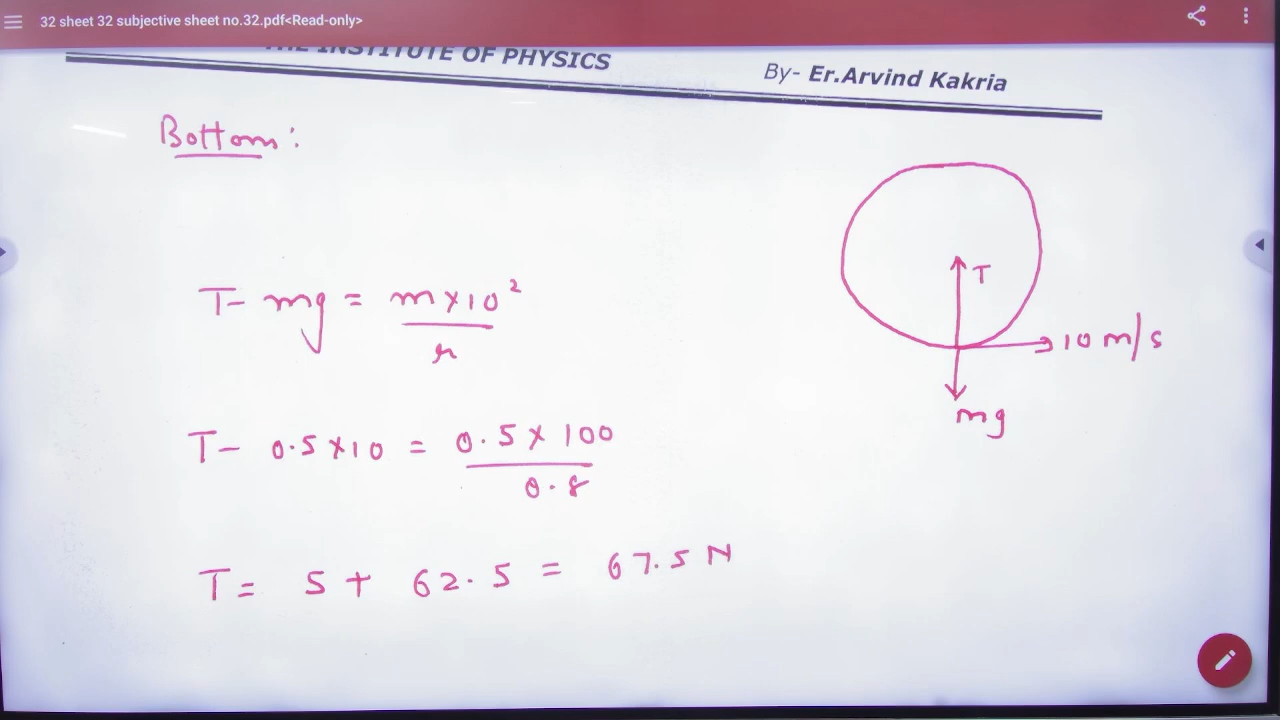 32 sheet 32 subjective sheet no.32.pdf<Read-only>
THE INSTITUTE OF PHYSICS
By- Er.Arvind Kakria
Bottom:
T- mg = m×10²
r
T- 0.5×10 = 0.5× 100
0.8
T= 5+ 62.5 = 67.5 N
T
10 m/s
mg